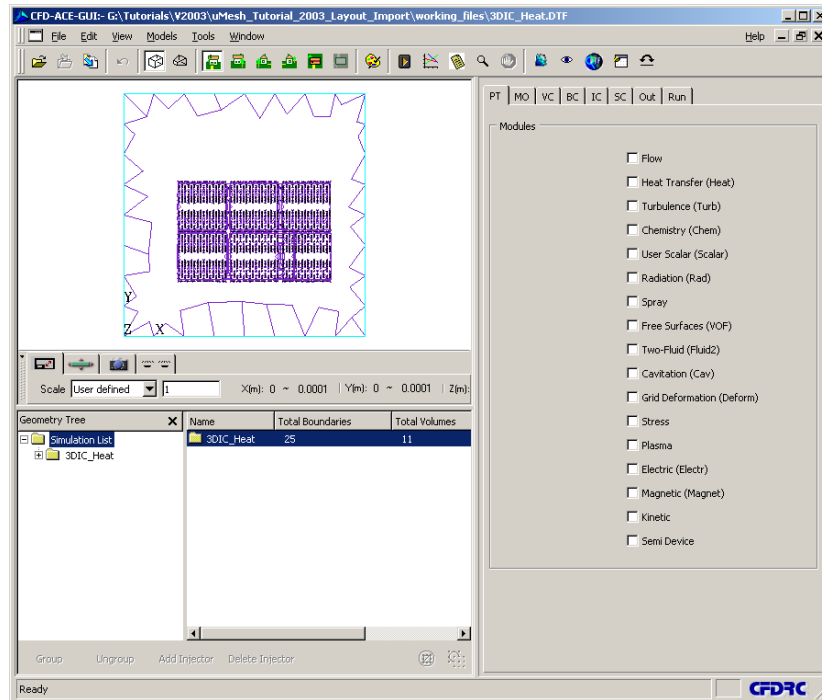 CFD-ACE-GUI:- G:\Tutorials\V2003\uMesh_Tutorial_2003_Layout_Import\working_files\3DIC_Heat.DTF
File Edit View Models Tools Window Help
PT MO VC BC IC SC Out Run
Modules
Flow
Heat Transfer (Heat)
Turbulence (Turb)
Chemistry (Chem)
User Scalar (Scalar)
Radiation (Rad)
Spray
Free Surfaces (VOF)
Two-Fluid (Fluid2)
Cavitation (Cav)
Grid Deformation (Deform)
Stress
Plasma
Electric (Electr)
Magnetic (Magnet)
Kinetic
Semi Device
Y
Z X
Scale User defined 1 X(m): 0 ~ 0.0001 Y(m): 0 ~ 0.0001 Z(m):
Geometry Tree
Simulation List
3DIC_Heat
Name Total Boundaries Total Volumes
3DIC_Heat 25 11
Group Ungroup Add Injector Delete Injector
Ready
CFDRC